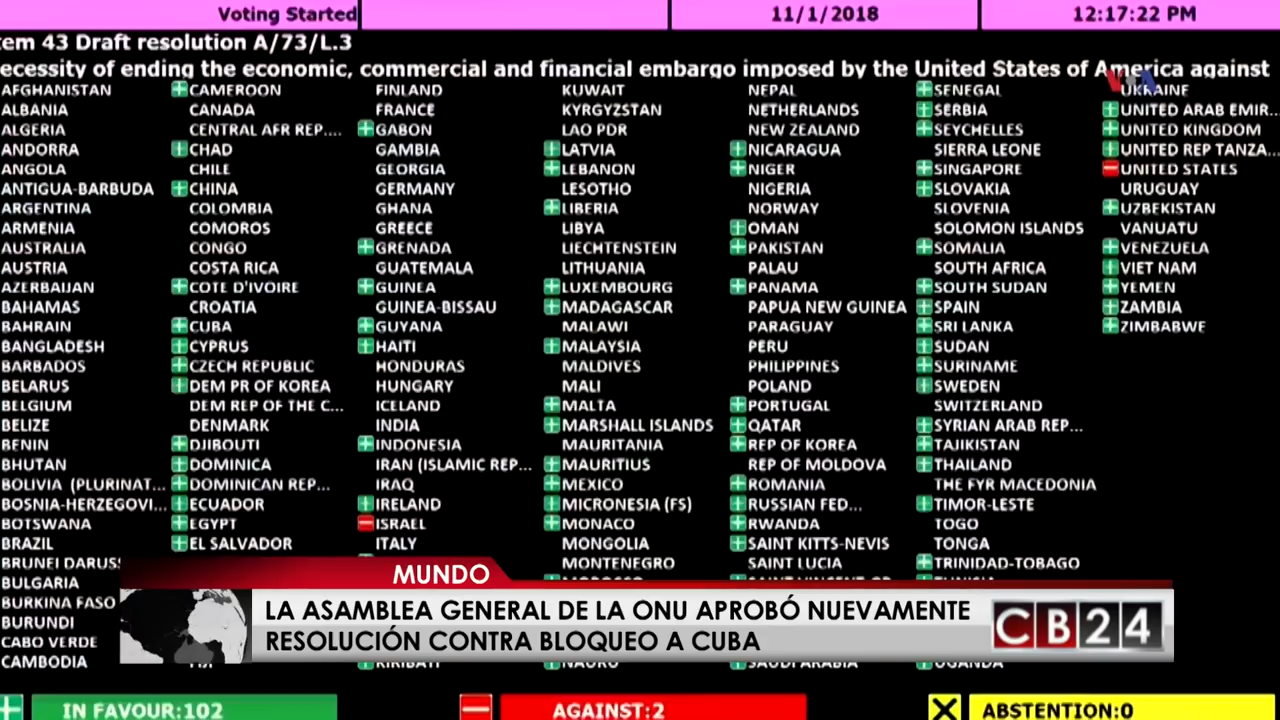 Voting Started 11/1/2018 12:17:22 PM
tem 43 Draft resolution A/73/L.3
ecessity of ending the economic, commercial and financial embargo imposed by the United States of America against
AFGHANISTAN
ALBANIA
ALGERIA
ANDORRA
ANGOLA
ANTIGUA-BARBUDA
ARGENTINA
ARMENIA
AUSTRALIA
AUSTRIA
AZERBAIJAN
BAHAMAS
BAHRAIN
BANGLADESH
BARBADOS
BELARUS
BELGIUM
BELIZE
BENIN
BHUTAN
BOLIVIA (PLURINAT...
BOSNIA-HERZEGOVI...
BOTSWANA
BRAZIL
BRUNEI DARUS
BULGARIA
BURKINA FASO
BURUNDI
CABO VERDE
CAMBODIA
CAMEROON
CANADA
CENTRAL AFR REP....
CHAD
CHILE
CHINA
COLOMBIA
COMOROS
CONGO
COSTA RICA
COTE D'IVOIRE
CROATIA
CUBA
CYPRUS
CZECH REPUBLIC
DEM PR OF KOREA
DEM REP OF THE C...
DENMARK
DJIBOUTI
DOMINICA
DOMINICAN REP...
ECUADOR
EGYPT
EL SALVADOR
FINLAND
FRANCE
GABON
GAMBIA
GEORGIA
GERMANY
GHANA
GREECE
GRENADA
GUATEMALA
GUINEA
GUINEA-BISSAU
GUYANA
HAITI
HONDURAS
HUNGARY
ICELAND
INDIA
INDONESIA
IRAN (ISLAMIC REP...
IRAQ
IRELAND
ISRAEL
ITALY
KIRIBATI
KUWAIT
KYRGYZSTAN
LAO PDR
LATVIA
LEBANON
LESOTHO
LIBERIA
LIBYA
LIECHTENSTEIN
LITHUANIA
LUXEMBOURG
MADAGASCAR
MALAWI
MALAYSIA
MALDIVES
MALI
MALTA
MARSHALL ISLANDS
MAURITANIA
MAURITIUS
MEXICO
MICRONESIA (FS)
MONACO
MONGOLIA
MONTENEGRO
MOROCCO
NAURU
NEPAL
NETHERLANDS
NEW ZEALAND
NICARAGUA
NIGER
NIGERIA
NORWAY
OMAN
PAKISTAN
PALAU
PANAMA
PAPUA NEW GUINEA
PARAGUAY
PERU
PHILIPPINES
POLAND
PORTUGAL
QATAR
REP OF KOREA
REP OF MOLDOVA
ROMANIA
RUSSIAN FED...
RWANDA
SAINT KITTS-NEVIS
SAINT LUCIA
SAUDI ARABIA
SENEGAL
SERBIA
SEYCHELLES
SIERRA LEONE
SINGAPORE
SLOVAKIA
SLOVENIA
SOLOMON ISLANDS
SOMALIA
SOUTH AFRICA
SOUTH SUDAN
SPAIN
SRI LANKA
SUDAN
SURINAME
SWEDEN
SWITZERLAND
SYRIAN ARAB REP...
TAJIKISTAN
THAILAND
THE FYR MACEDONIA
TIMOR-LESTE
TOGO
TONGA
TRINIDAD-TOBAGO
TUNISIA
UGANDA
UKRAINE
UNITED ARAB EMIR...
UNITED KINGDOM
UNITED REP TANZA...
UNITED STATES
URUGUAY
UZBEKISTAN
VANUATU
VENEZUELA
VIET NAM
YEMEN
ZAMBIA
ZIMBABWE
VOA
MUNDO
LA ASAMBLEA GENERAL DE LA ONU APROBÓ NUEVAMENTE
RESOLUCIÓN CONTRA BLOQUEO A CUBA
CB24
IN FAVOUR:102 AGAINST:2 ABSTENTION:0